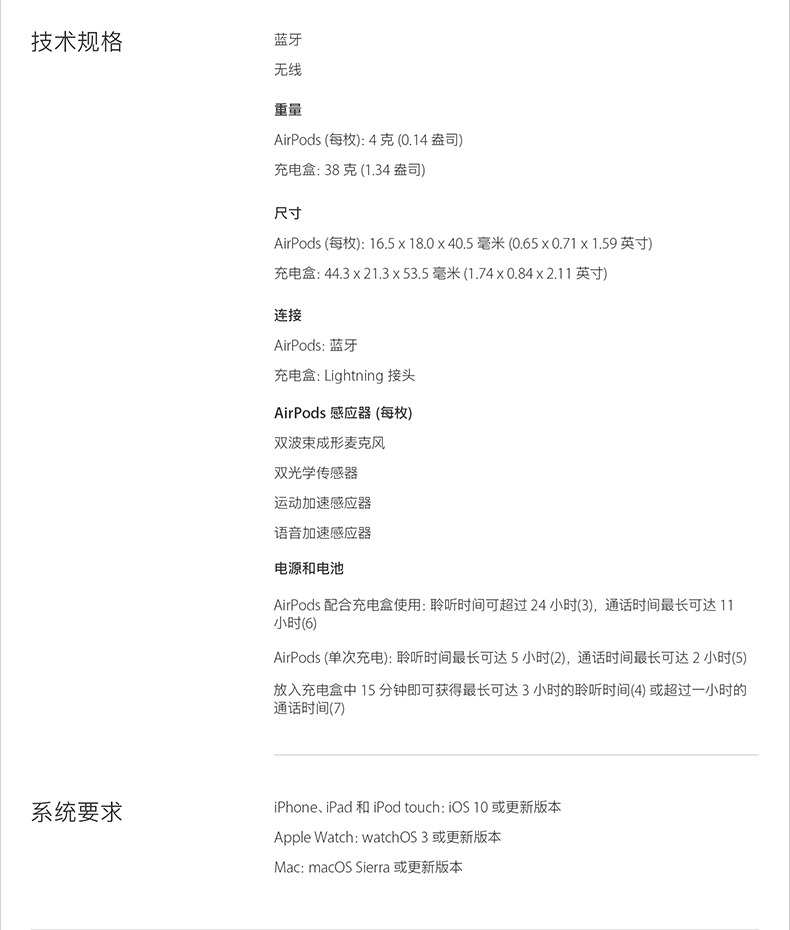 技术规格
蓝牙
无线
重量
AirPods (每枚): 4 克 (0.14 盎司)
充电盒: 38 克 (1.34 盎司)
尺寸
AirPods (每枚): 16.5 x 18.0 x 40.5 毫米 (0.65 x 0.71 x 1.59 英寸)
充电盒: 44.3 x 21.3 x 53.5 毫米 (1.74 x 0.84 x 2.11 英寸)
连接
AirPods: 蓝牙
充电盒: Lightning 接头
AirPods 感应器 (每枚)
双波束成形麦克风
双光学传感器
运动加速感应器
语音加速感应器
电源和电池
AirPods 配合充电盒使用: 聆听时间可超过 24 小时(3)，通话时间最长可达 11
小时(6)
AirPods (单次充电): 聆听时间最长可达 5 小时(2)，通话时间最长可达 2 小时(5)
放入充电盒中 15 分钟即可获得最长可达 3 小时的聆听时间(4) 或超过一小时的
通话时间(7)
系统要求
iPhone、iPad 和 iPod touch: iOS 10 或更新版本
Apple Watch: watchOS 3 或更新版本
Mac: macOS Sierra 或更新版本